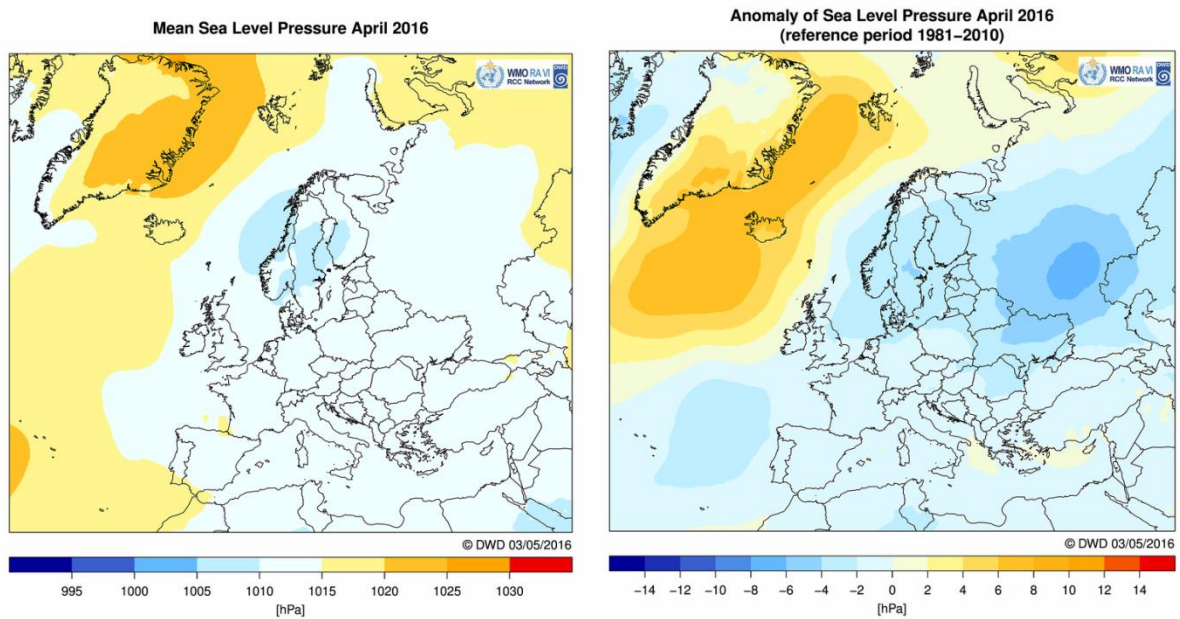 Mean Sea Level Pressure April 2016
WMO RA VI
RCC Network
DWD
© DWD 03/05/2016
995 1000 1005 1010 1015 1020 1025 1030
[hPa]
Anomaly of Sea Level Pressure April 2016
(reference period 1981−2010)
WMO RA VI
RCC Network
DWD
© DWD 03/05/2016
−14 −12 −10 −8 −6 −4 −2 0 2 4 6 8 10 12 14
[hPa]